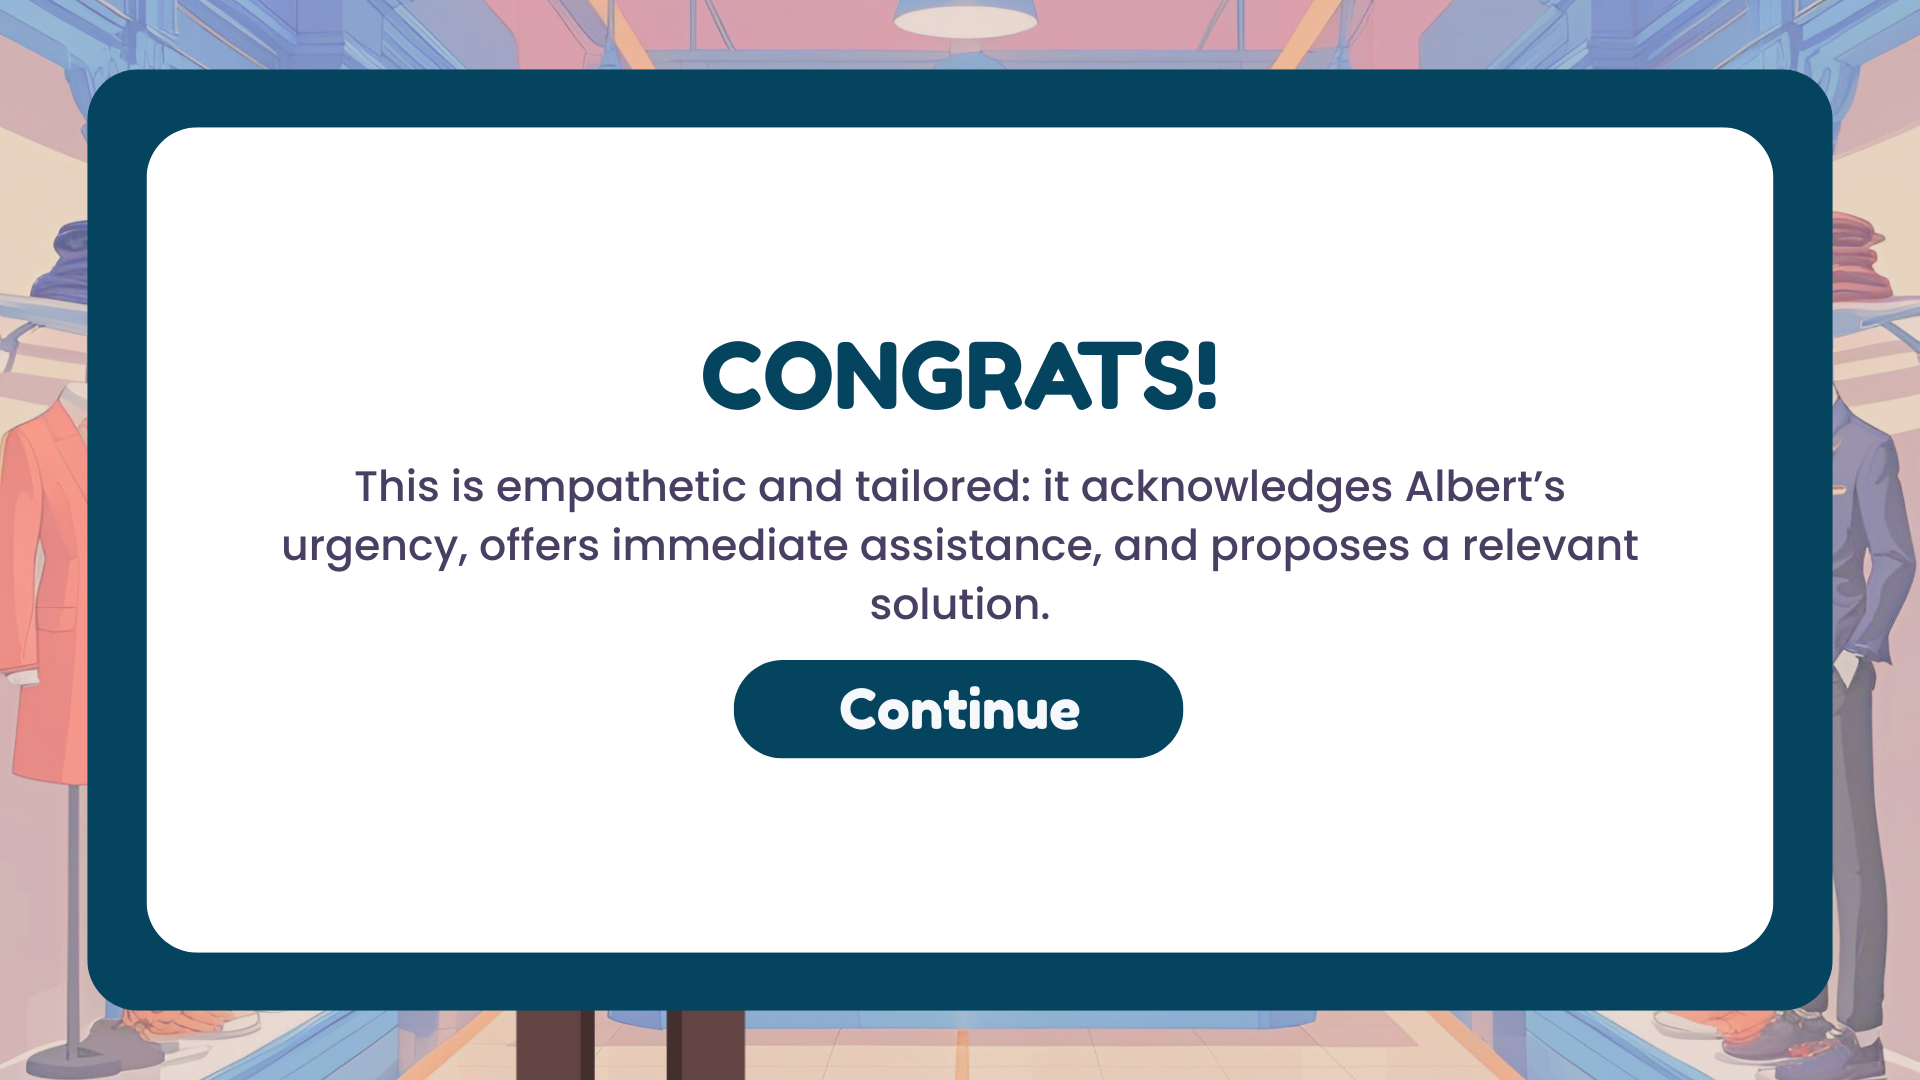 CONGRATS!
This is empathetic and tailored: it acknowledges Albert’s
urgency, offers immediate assistance, and proposes a relevant
solution.
Continue